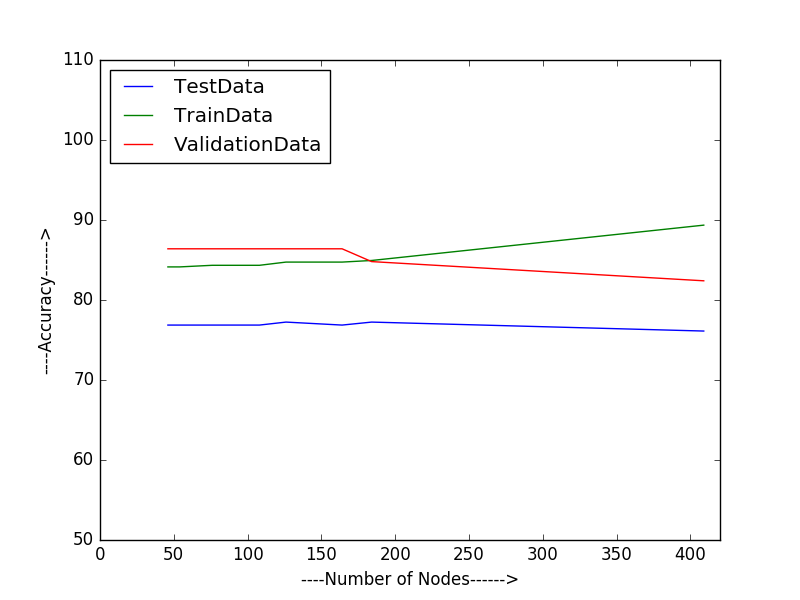 110
100
90
80
70
60
50
0 50 100 150 200 250 300 350 400
----Accuracy------>
----Number of Nodes------>
TestData
TrainData
ValidationData